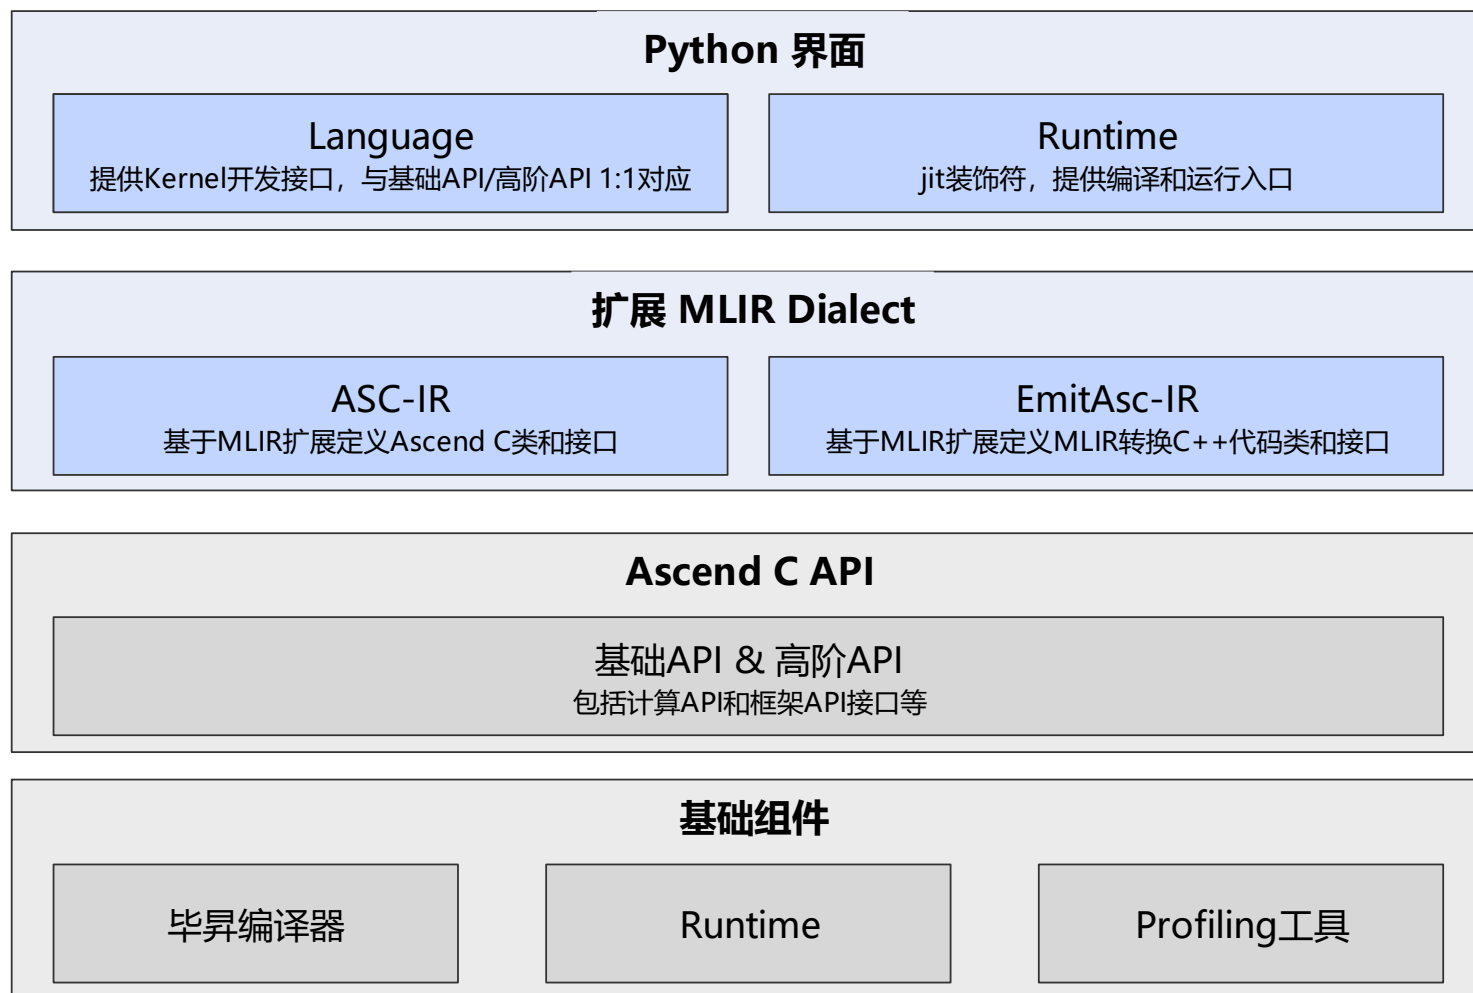 Python 界面
Language
提供Kernel开发接口，与基础API/高阶API 1:1对应
Runtime
jit装饰符，提供编译和运行入口
扩展 MLIR Dialect
ASC-IR
基于MLIR扩展定义Ascend C类和接口
EmitAsc-IR
基于MLIR扩展定义MLIR转换C++代码类和接口
Ascend C API
基础API & 高阶API
包括计算API和框架API接口等
基础组件
毕昇编译器
Runtime
Profiling工具